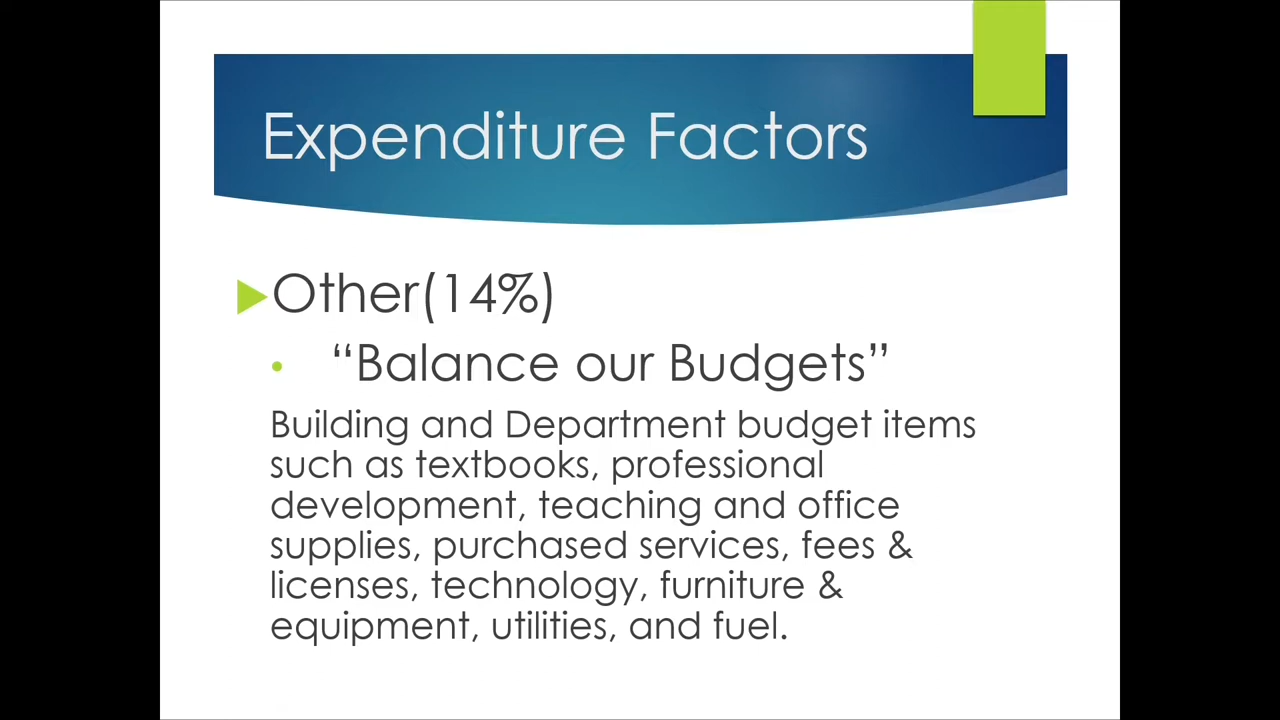 Expenditure Factors
Other(14%)
“Balance our Budgets”
Building and Department budget items
such as textbooks, professional
development, teaching and office
supplies, purchased services, fees &
licenses, technology, furniture &
equipment, utilities, and fuel.